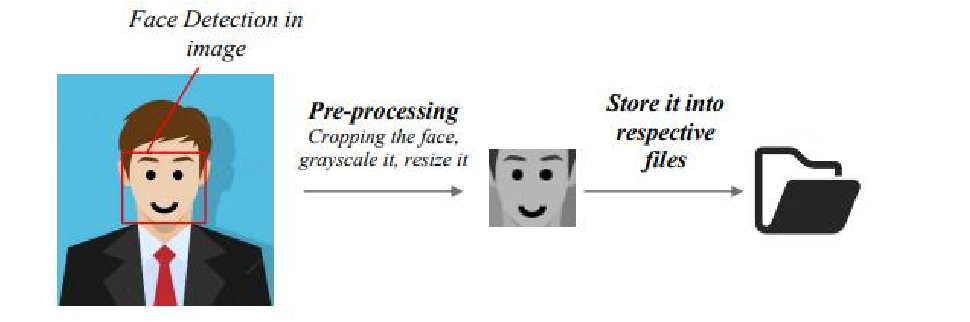 Face Detection in
image
Pre-processing
Cropping the face,
grayscale it, resize it
Store it into
respective
files